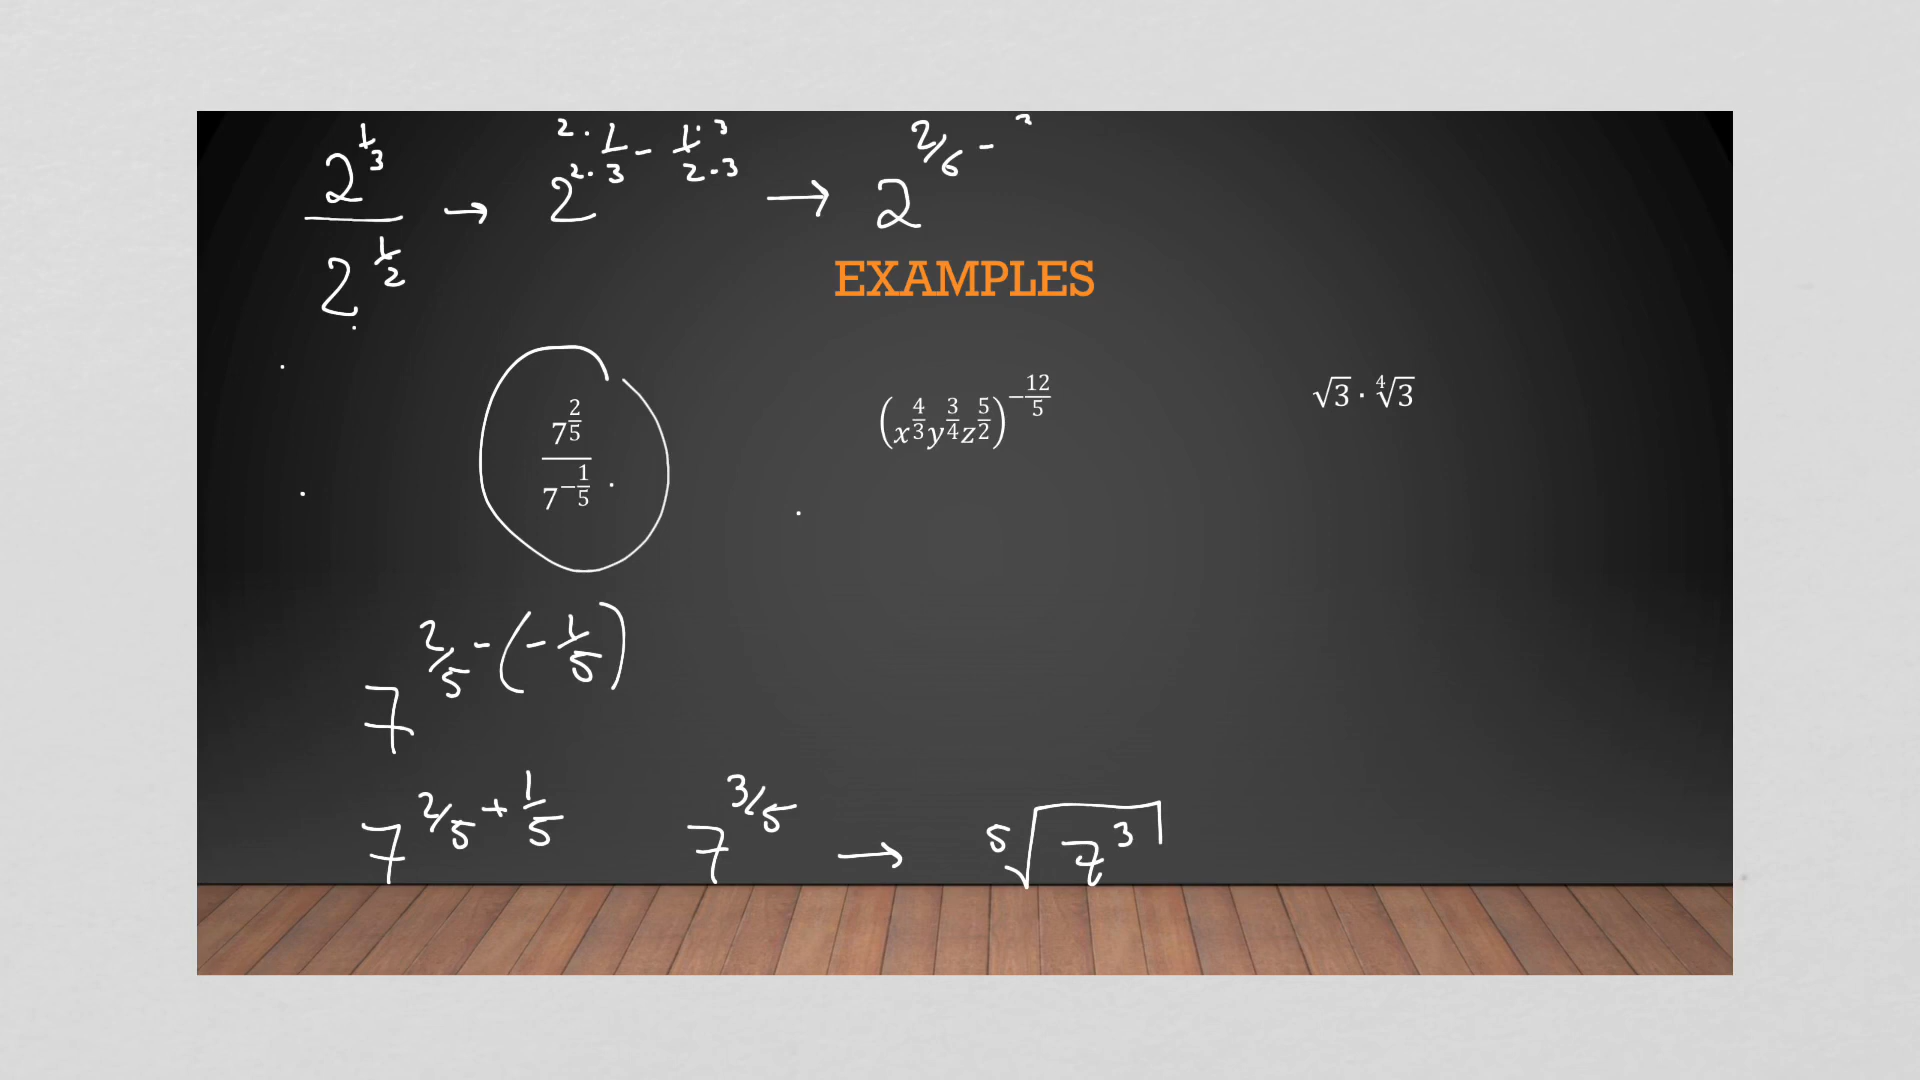 2^(1/3) / 2^(1/2) → 2^(2·1/2·3 - 1·3/2·3) → 2^(2/6 -
EXAMPLES
7^(2/5) / 7^(-1/5)
(x^(4/3) y^(3/4) z^(5/2))^(-12/5)
√3 · ∜3
7^(2/5 - (-1/5))
7^(2/5 + 1/5) 7^(3/5) → ⁵√(7^3)